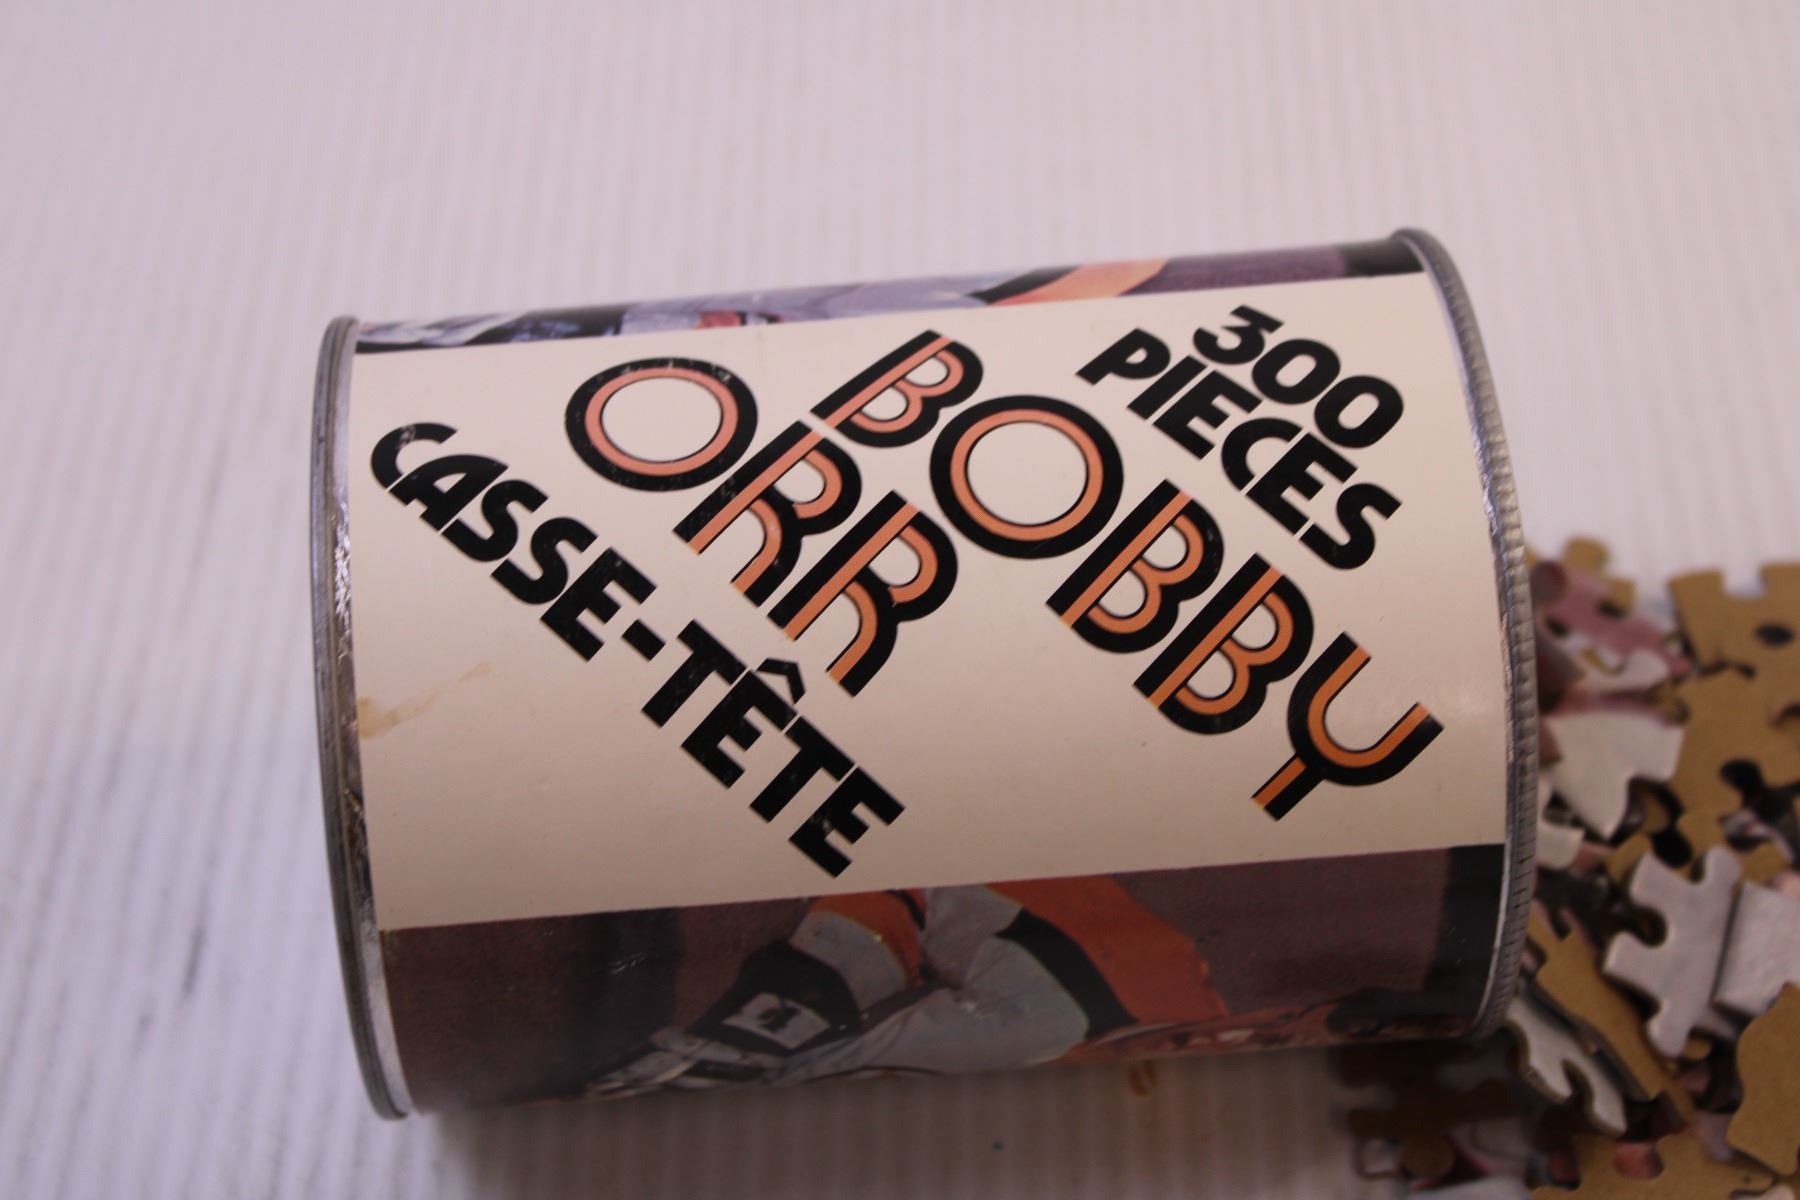 300
PIECES
BOBBY
ORR
CASSE-TÊTE